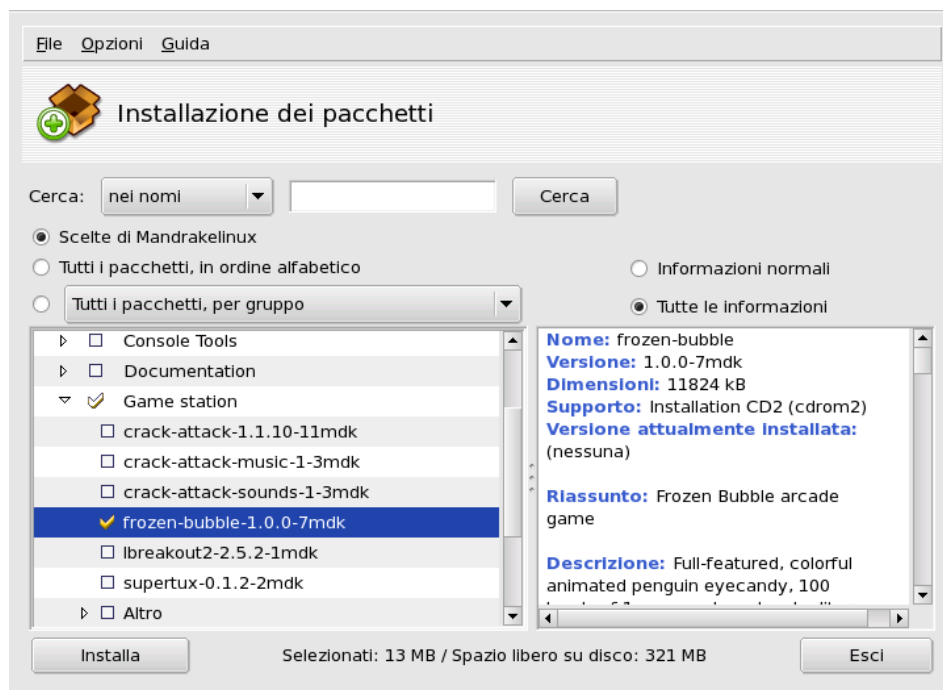 File Opzioni Guida
Installazione dei pacchetti
Cerca: nei nomi Cerca
Scelte di Mandrakelinux
Tutti i pacchetti, in ordine alfabetico
Informazioni normali
Tutti i pacchetti, per gruppo
Tutte le informazioni
Console Tools
Documentation
Game station
crack-attack-1.1.10-11mdk
crack-attack-music-1-3mdk
crack-attack-sounds-1-3mdk
frozen-bubble-1.0.0-7mdk
lbreakout2-2.5.2-1mdk
supertux-0.1.2-2mdk
Altro
Nome: frozen-bubble
Versione: 1.0.0-7mdk
Dimensioni: 11824 kB
Supporto: Installation CD2 (cdrom2)
Versione attualmente installata:
(nessuna)
Riassunto: Frozen Bubble arcade
game
Descrizione: Full-featured, colorful
animated penguin eyecandy, 100
Installa
Selezionati: 13 MB / Spazio libero su disco: 321 MB
Esci